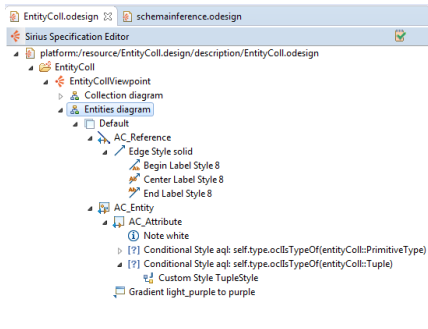 EntityColl.odesign schemainference.odesign
Sirius Specification Editor
platform:/resource/EntityColl.design/description/EntityColl.odesign
EntityColl
EntityCollViewpoint
Collection diagram
Entities diagram
Default
AC_Reference
Edge Style solid
Begin Label Style 8
Center Label Style 8
End Label Style 8
AC_Entity
AC_Attribute
Note white
[?] Conditional Style aql: self.type.oclIsTypeOf(entityColl::PrimitiveType)
[?] Conditional Style aql: self.type.oclIsTypeOf(entityColl::Tuple)
Custom Style TupleStyle
Gradient light_purple to purple